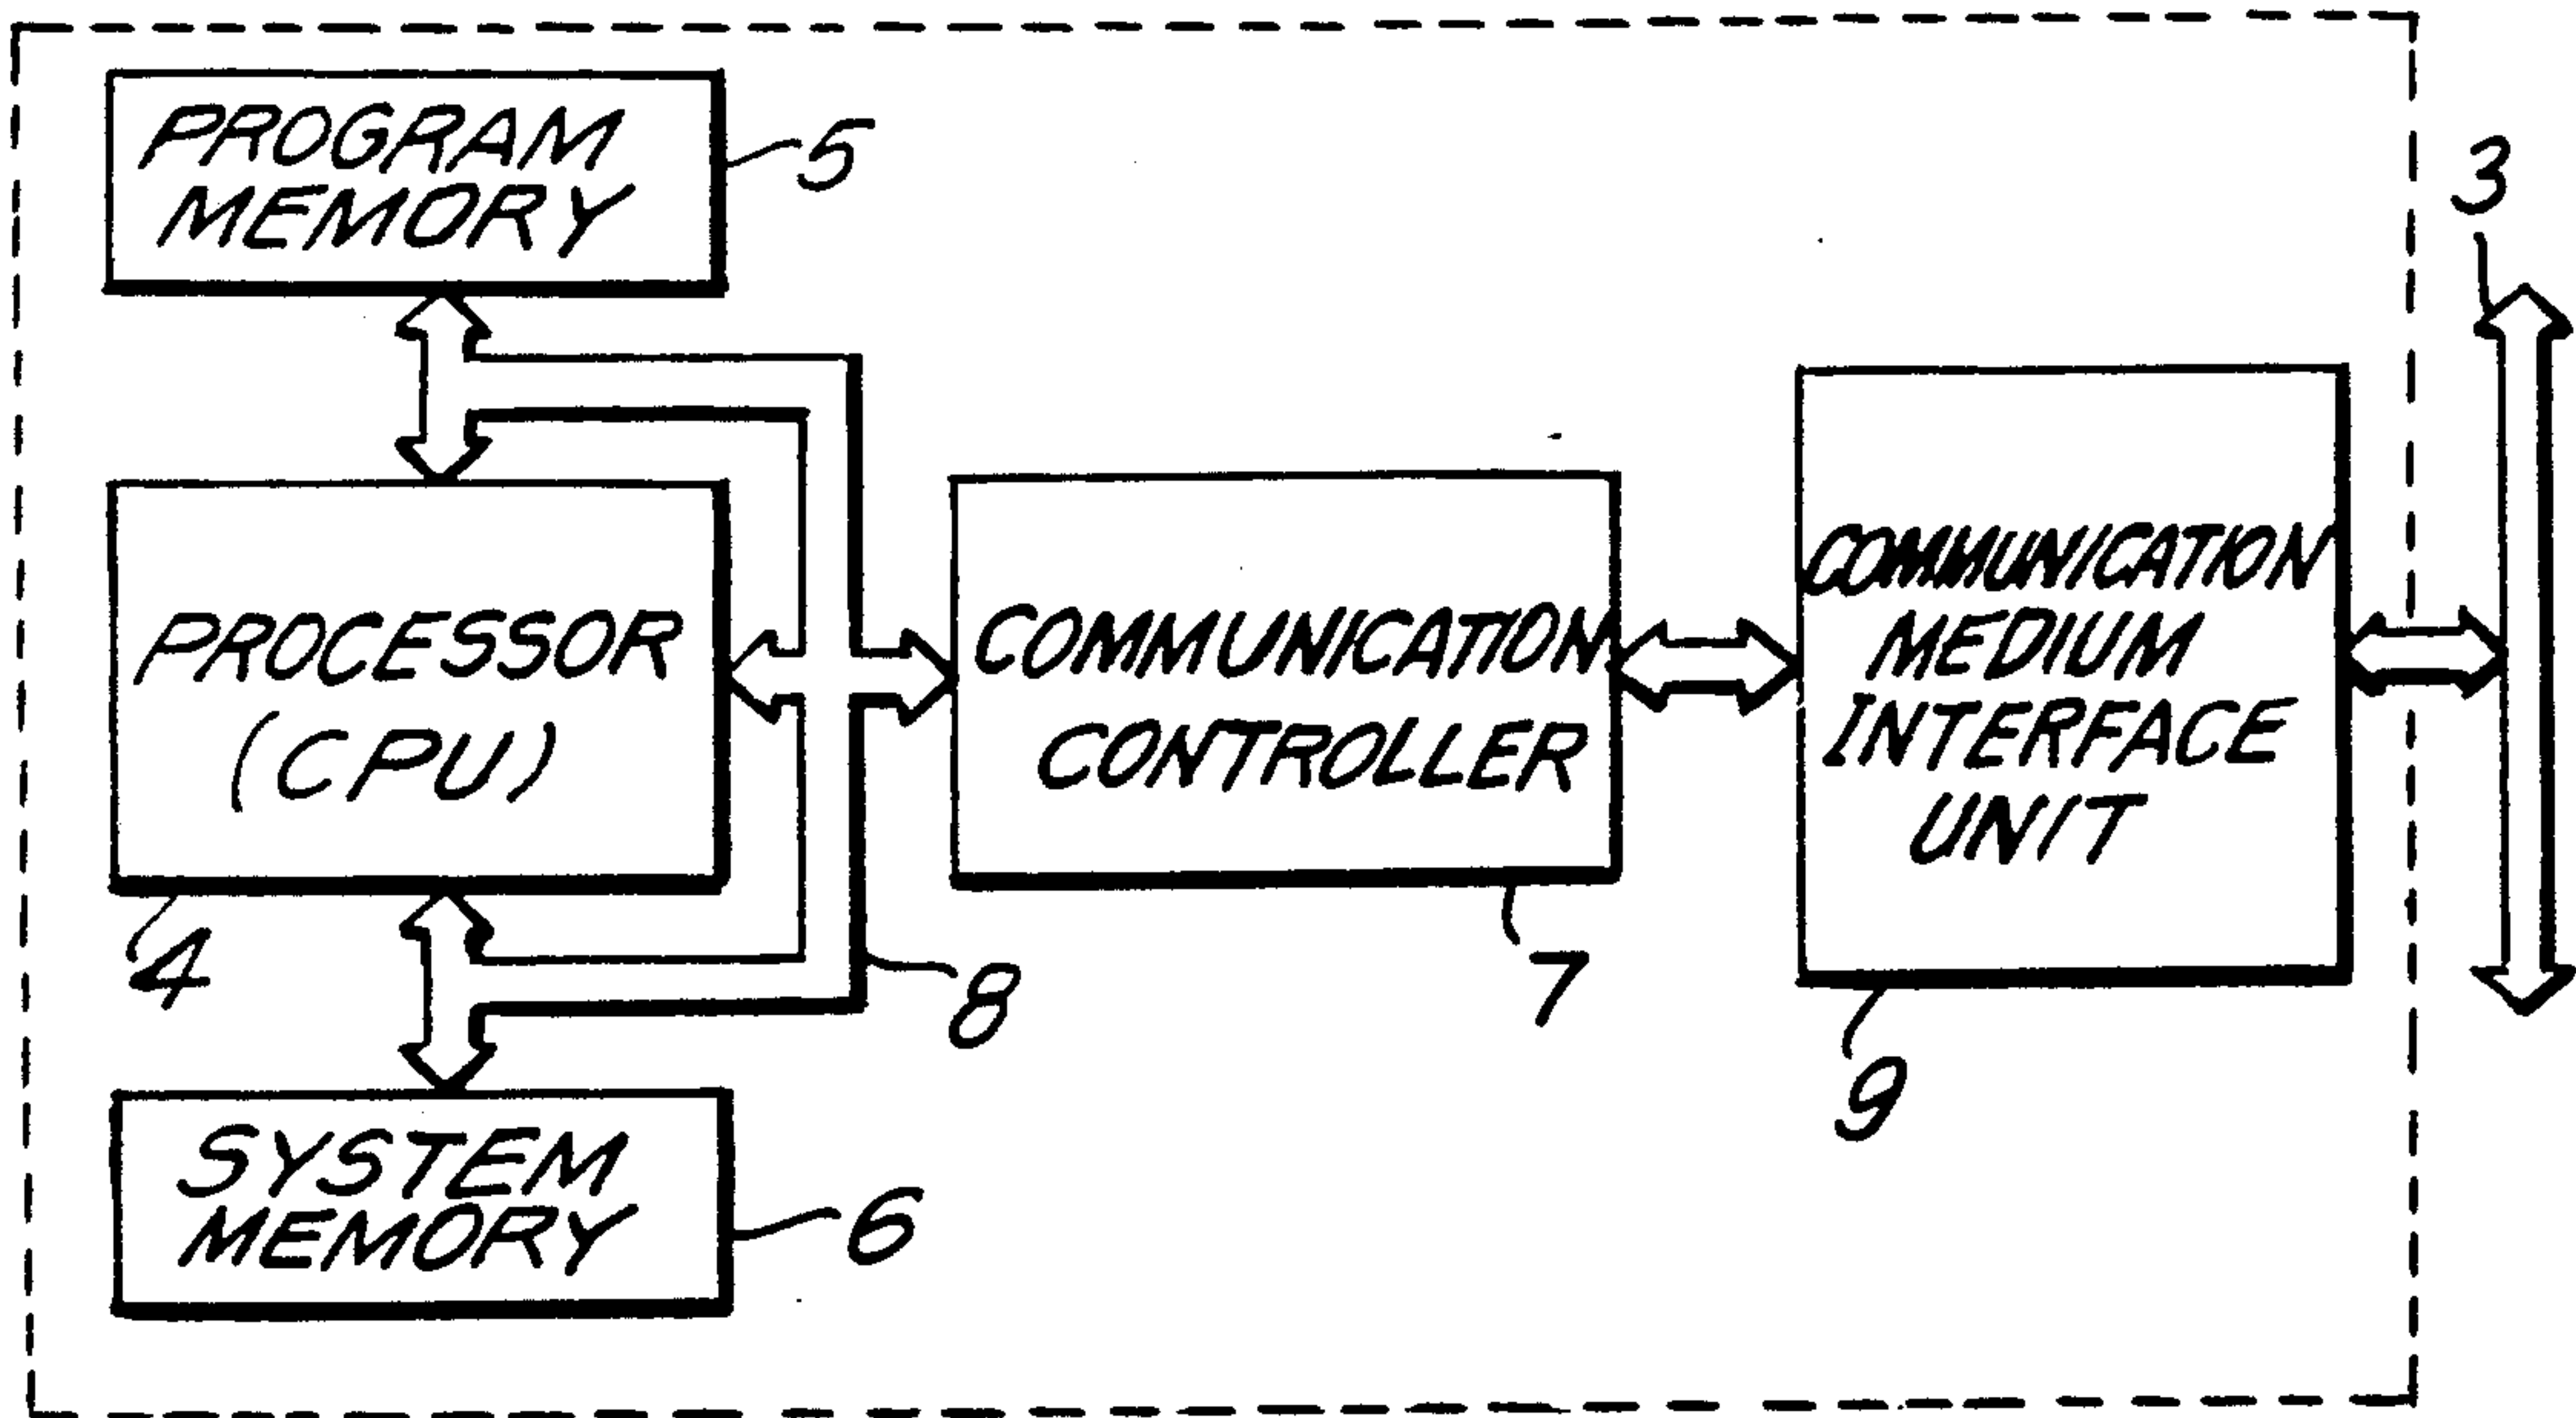 PROGRAM
MEMORY
5
3
PROCESSOR
(CPU)
4
COMMUNICATION
CONTROLLER
7
COMMUNICATION
MEDIUM
INTERFACE
UNIT
9
8
SYSTEM
MEMORY
6